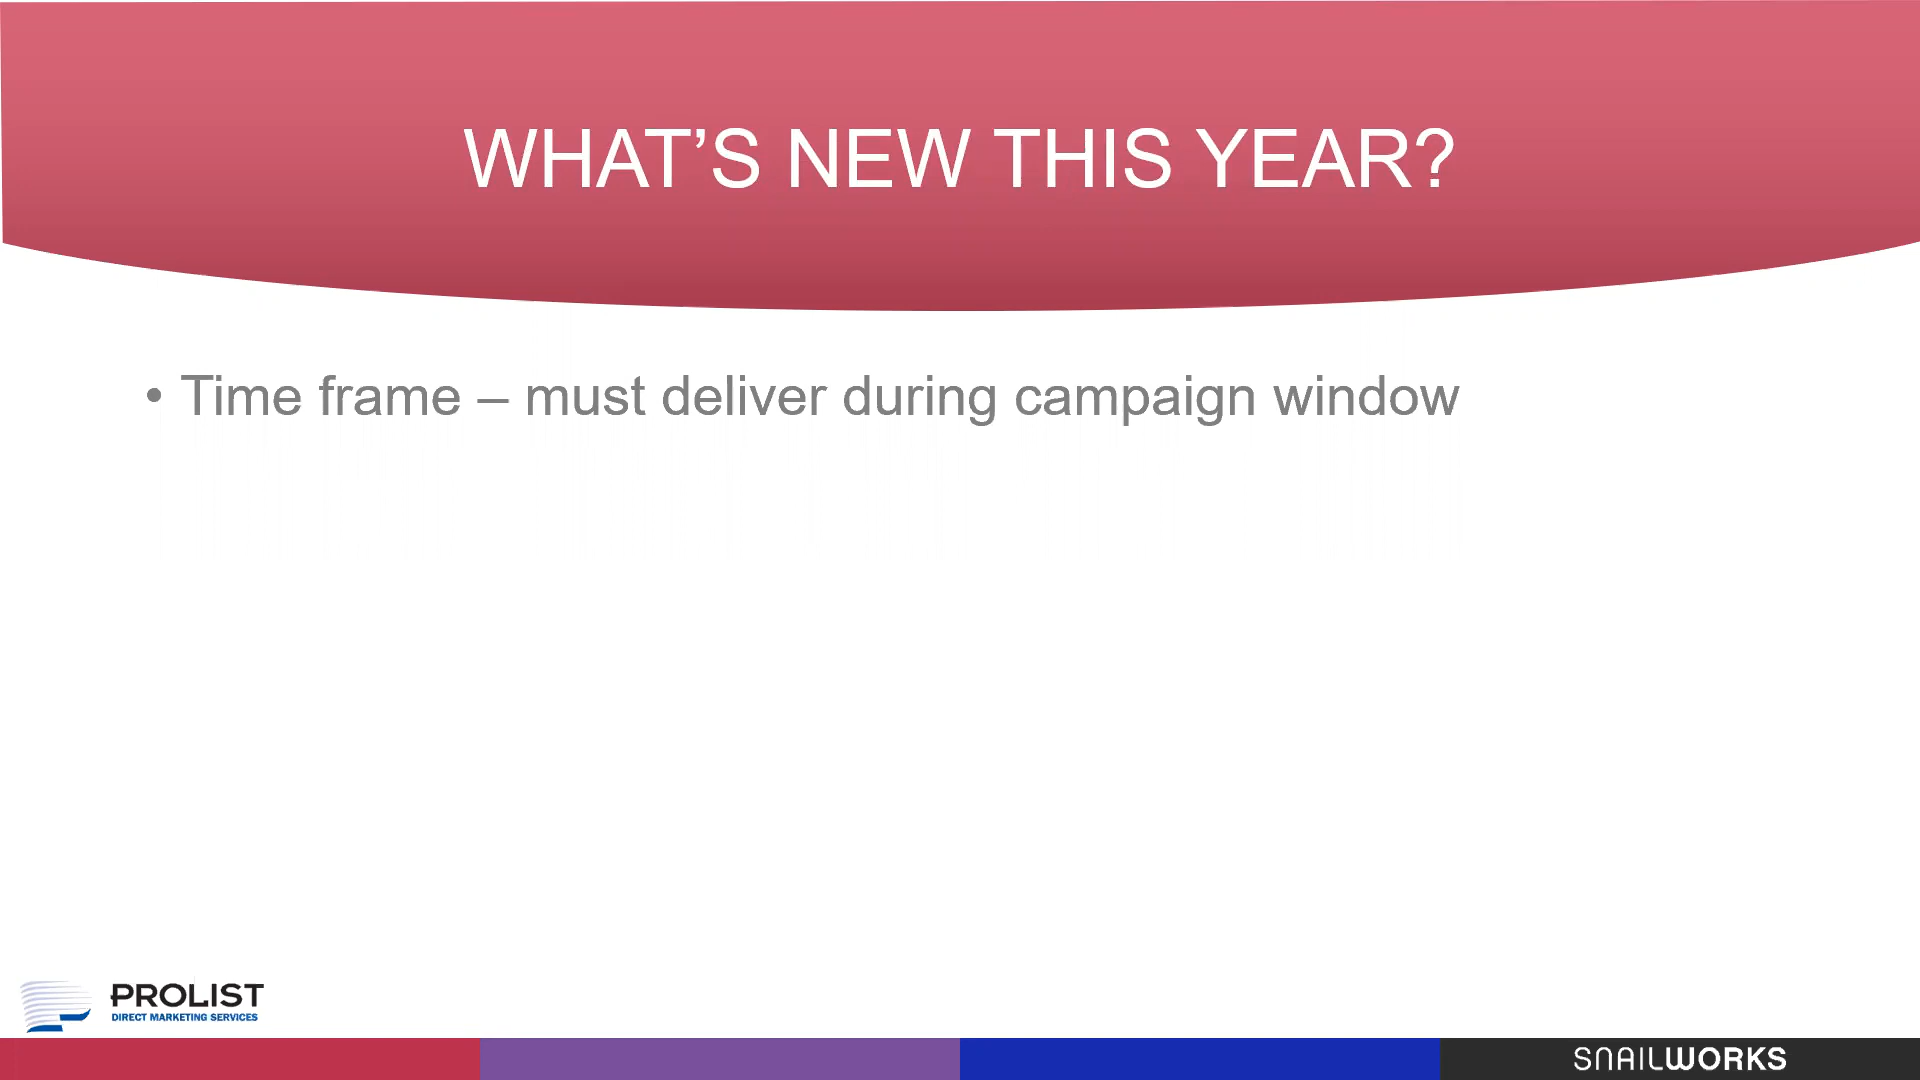 WHAT’S NEW THIS YEAR?
• Time frame – must deliver during campaign window
PROLIST
DIRECT MARKETING SERVICES
SNAILWORKS